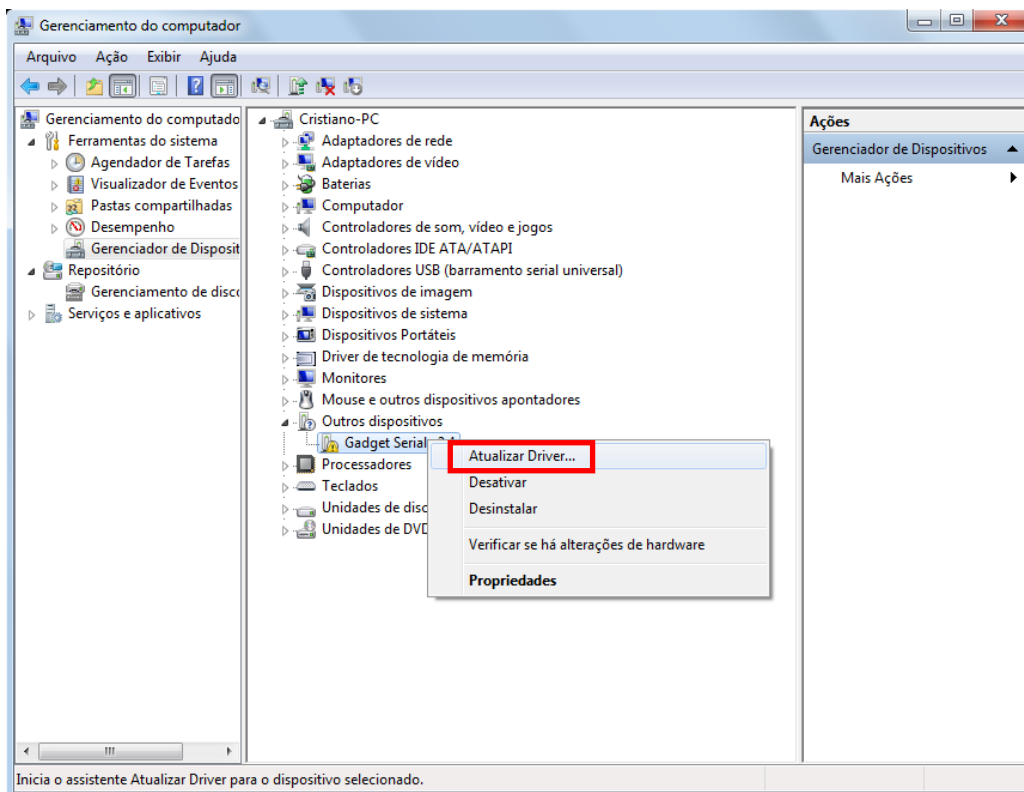 Gerenciamento do computador
Arquivo Ação Exibir Ajuda
Gerenciamento do computado
Ferramentas do sistema
Agendador de Tarefas
Visualizador de Eventos
Pastas compartilhadas
Desempenho
Gerenciador de Disposit
Repositório
Gerenciamento de disco
Serviços e aplicativos
Cristiano-PC
Adaptadores de rede
Adaptadores de vídeo
Baterias
Computador
Controladores de som, vídeo e jogos
Controladores IDE ATA/ATAPI
Controladores USB (barramento serial universal)
Dispositivos de imagem
Dispositivos de sistema
Dispositivos Portáteis
Driver de tecnologia de memória
Monitores
Mouse e outros dispositivos apontadores
Outros dispositivos
Gadget Serial
Processadores
Teclados
Unidades de disc
Unidades de DVD
Atualizar Driver...
Desativar
Desinstalar
Verificar se há alterações de hardware
Propriedades
Ações
Gerenciador de Dispositivos
Mais Ações
Inicia o assistente Atualizar Driver para o dispositivo selecionado.